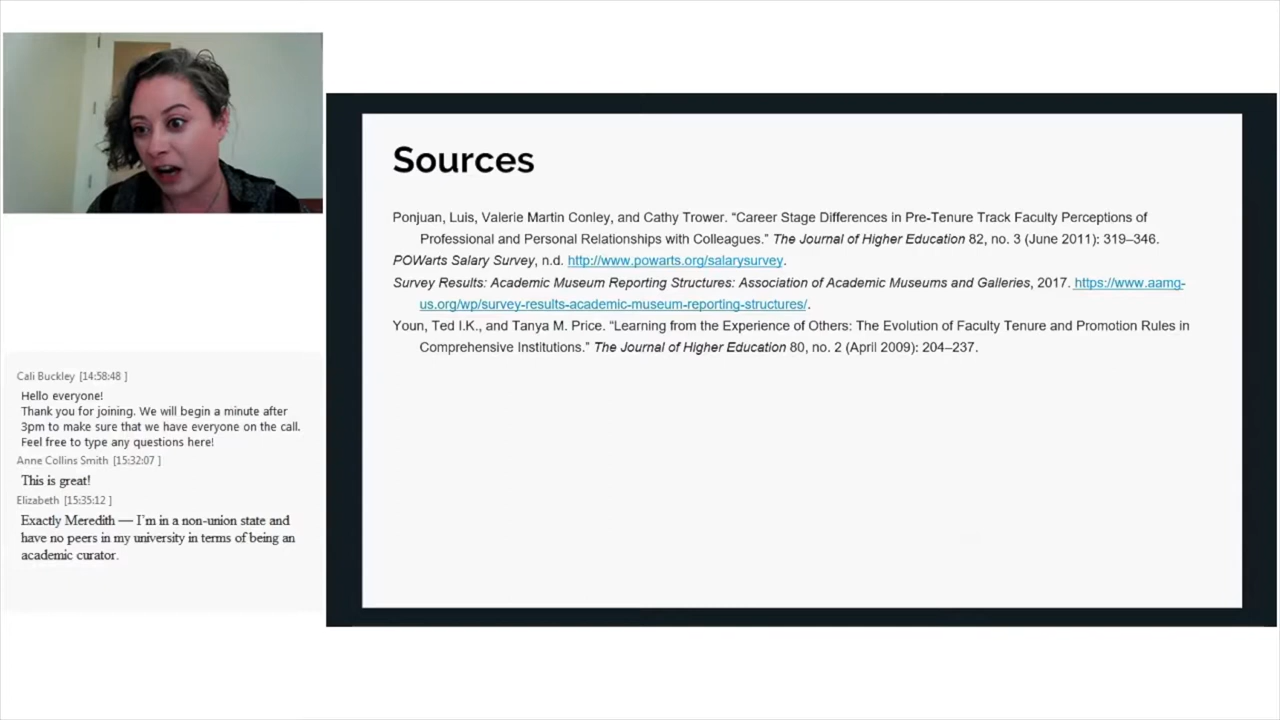 Sources
Ponjuan, Luis, Valerie Martin Conley, and Cathy Trower. “Career Stage Differences in Pre-Tenure Track Faculty Perceptions of
Professional and Personal Relationships with Colleagues.” The Journal of Higher Education 82, no. 3 (June 2011): 319–346.
POWarts Salary Survey, n.d. http://www.powarts.org/salarysurvey.
Survey Results: Academic Museum Reporting Structures: Association of Academic Museums and Galleries, 2017. https://www.aamg-
us.org/wp/survey-results-academic-museum-reporting-structures/.
Youn, Ted I.K., and Tanya M. Price. “Learning from the Experience of Others: The Evolution of Faculty Tenure and Promotion Rules in
Comprehensive Institutions.” The Journal of Higher Education 80, no. 2 (April 2009): 204–237.
Cali Buckley [14:58:48 ]
Hello everyone!
Thank you for joining. We will begin a minute after
3pm to make sure that we have everyone on the call.
Feel free to type any questions here!
Anne Collins Smith [15:32:07 ]
This is great!
Elizabeth [15:35:12 ]
Exactly Meredith — I’m in a non-union state and
have no peers in my university in terms of being an
academic curator.